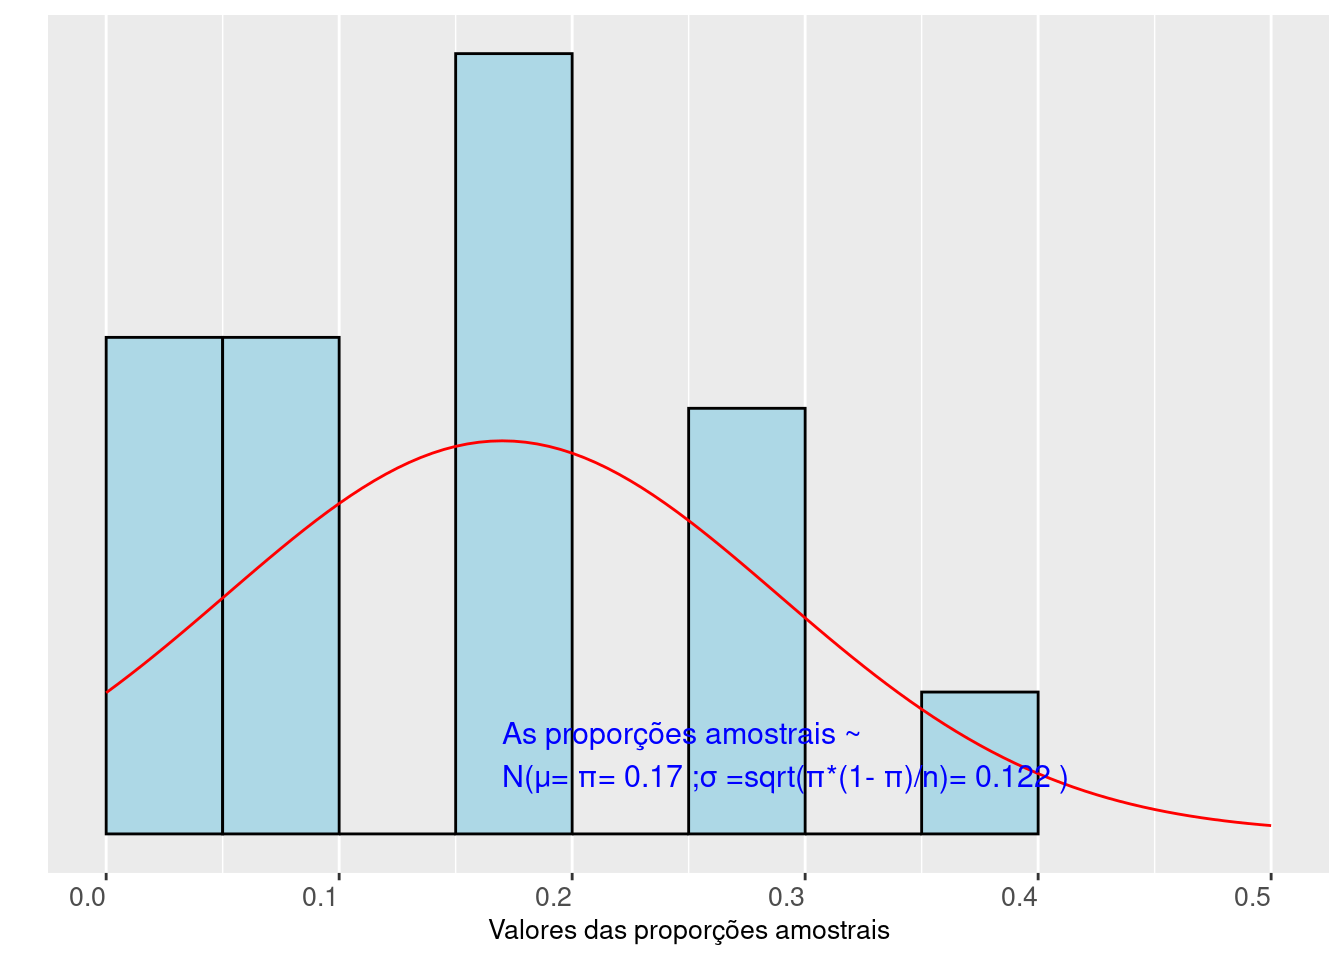 As proporções amostrais ~
N(μ= π= 0.17 ;σ =sqrt(π*(1- π)/n)= 0.122 )
0.0 0.1 0.2 0.3 0.4 0.5
Valores das proporções amostrais